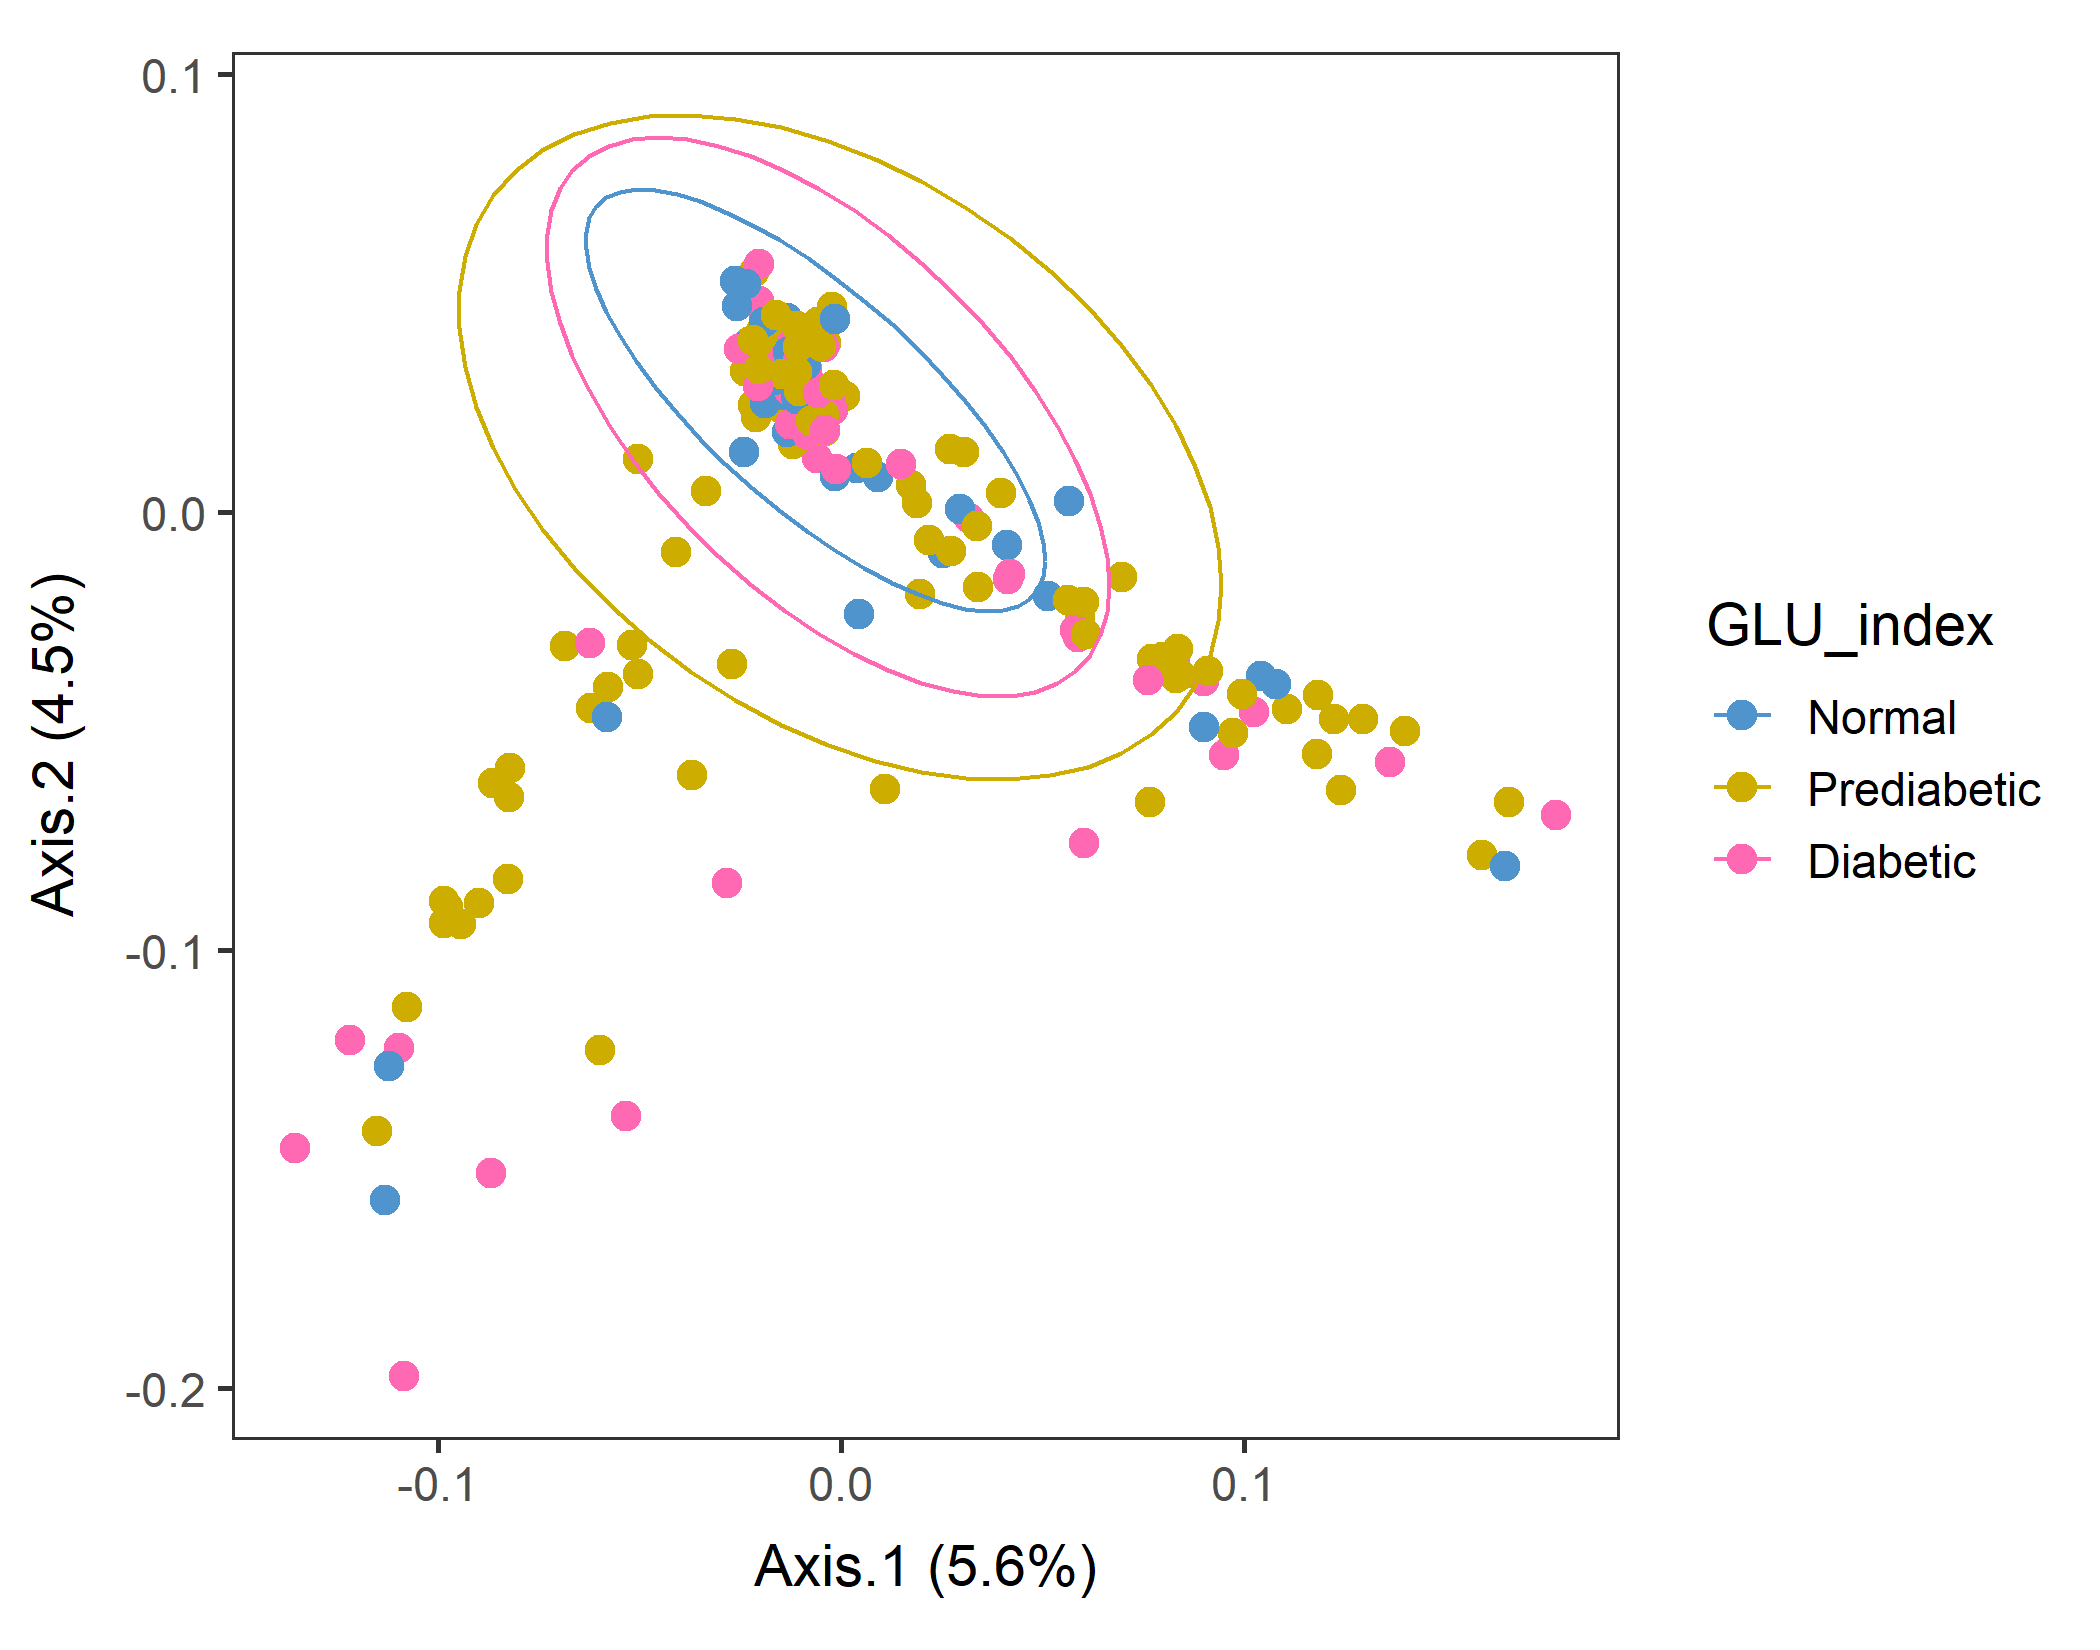 0.1
0.0
-0.1
-0.2
Axis.2 (4.5%)
-0.1
0.0
0.1
Axis.1 (5.6%)
GLU_index
Normal
Prediabetic
Diabetic